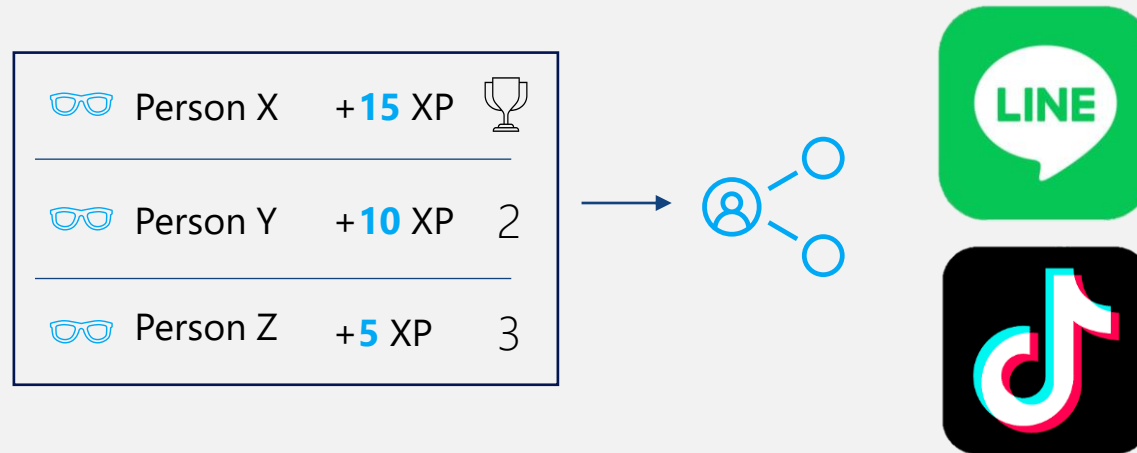 Person X +15 XP
Person Y +10 XP 2
Person Z +5 XP 3
LINE